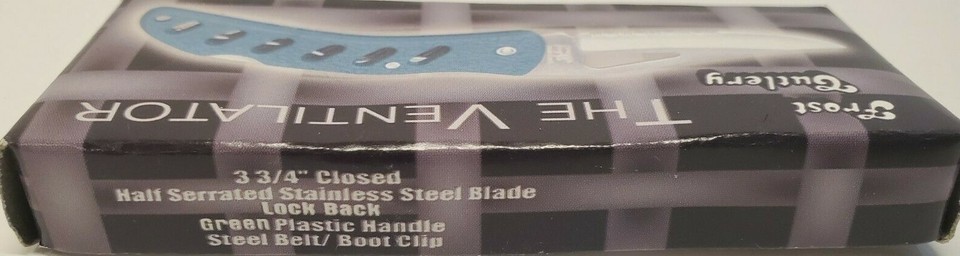 Frost
Cutlery
THE VENTILATOR
3 3/4" Closed
Half Serrated Stainless Steel Blade
Lock Back
Green Plastic Handle
Steel Belt/ Boot Clip